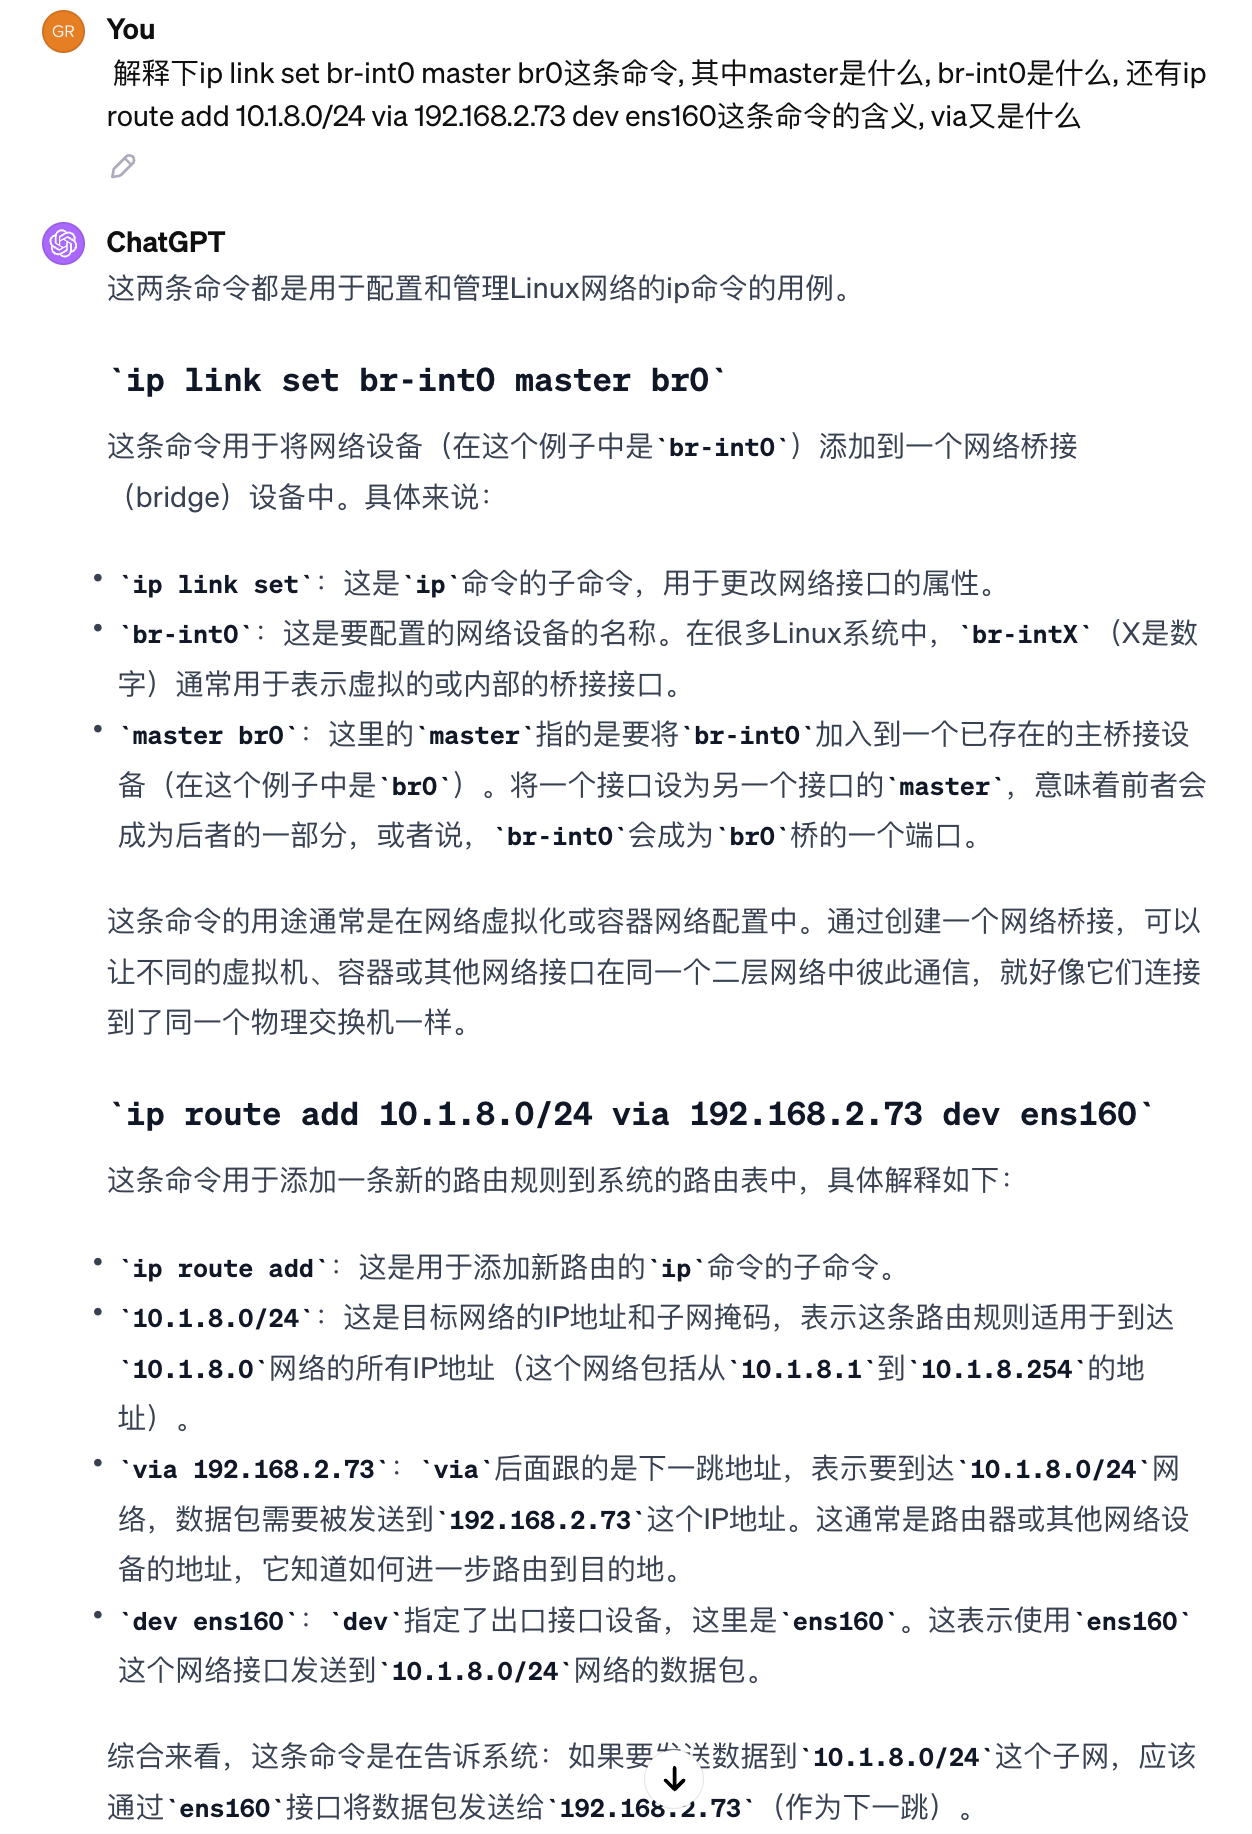 GR
You
解释下ip link set br-int0 master br0这条命令, 其中master是什么, br-int0是什么, 还有ip
route add 10.1.8.0/24 via 192.168.2.73 dev ens160这条命令的含义, via又是什么
ChatGPT
这两条命令都是用于配置和管理Linux网络的ip命令的用例。
`ip link set br-int0 master br0`
这条命令用于将网络设备（在这个例子中是`br-int0`）添加到一个网络桥接
（bridge）设备中。具体来说：
• `ip link set`：这是`ip`命令的子命令，用于更改网络接口的属性。
• `br-int0`：这是要配置的网络设备的名称。在很多Linux系统中，`br-intX`（X是数
字）通常用于表示虚拟的或内部的桥接接口。
• `master br0`：这里的`master`指的是要将`br-int0`加入到一个已存在的主桥接设
备（在这个例子中是`br0`）。将一个接口设为另一个接口的`master`，意味着前者会
成为后者的一部分，或者说，`br-int0`会成为`br0`桥的一个端口。
这条命令的用途通常是在网络虚拟化或容器网络配置中。通过创建一个网络桥接，可以
让不同的虚拟机、容器或其他网络接口在同一个二层网络中彼此通信，就好像它们连接
到了同一个物理交换机一样。
`ip route add 10.1.8.0/24 via 192.168.2.73 dev ens160`
这条命令用于添加一条新的路由规则到系统的路由表中，具体解释如下：
• `ip route add`：这是用于添加新路由的`ip`命令的子命令。
• `10.1.8.0/24`：这是目标网络的IP地址和子网掩码，表示这条路由规则适用于到达
`10.1.8.0`网络的所有IP地址（这个网络包括从`10.1.8.1`到`10.1.8.254`的地
址）。
• `via 192.168.2.73`：`via`后面跟的是下一跳地址，表示要到达`10.1.8.0/24`网
络，数据包需要被发送到`192.168.2.73`这个IP地址。这通常是路由器或其他网络设
备的地址，它知道如何进一步路由到目的地。
• `dev ens160`：`dev`指定了出口接口设备，这里是`ens160`。这表示使用`ens160`
这个网络接口发送到`10.1.8.0/24`网络的数据包。
综合来看，这条命令是在告诉系统：如果要发送数据到`10.1.8.0/24`这个子网，应该
通过`ens160`接口将数据包发送给`192.168.2.73`（作为下一跳）。